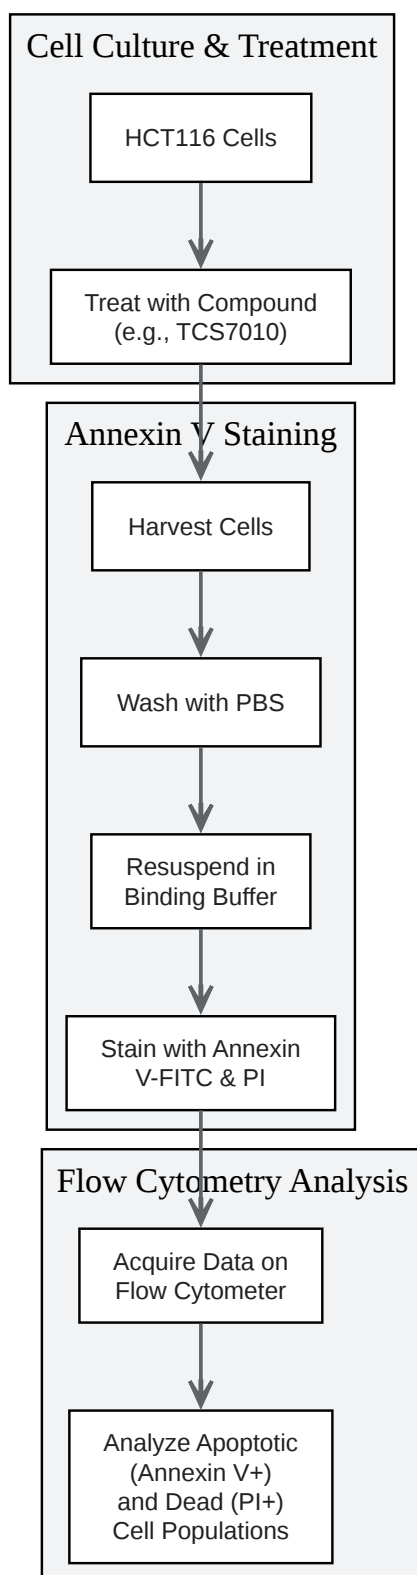 Cell Culture & Treatment
HCT116 Cells
Treat with Compound
(e.g., TCS7010)
Annexin V Staining
Harvest Cells
Wash with PBS
Resuspend in
Binding Buffer
Stain with Annexin
V-FITC & PI
Flow Cytometry Analysis
Acquire Data on
Flow Cytometer
Analyze Apoptotic
(Annexin V+)
and Dead (PI+)
Cell Populations